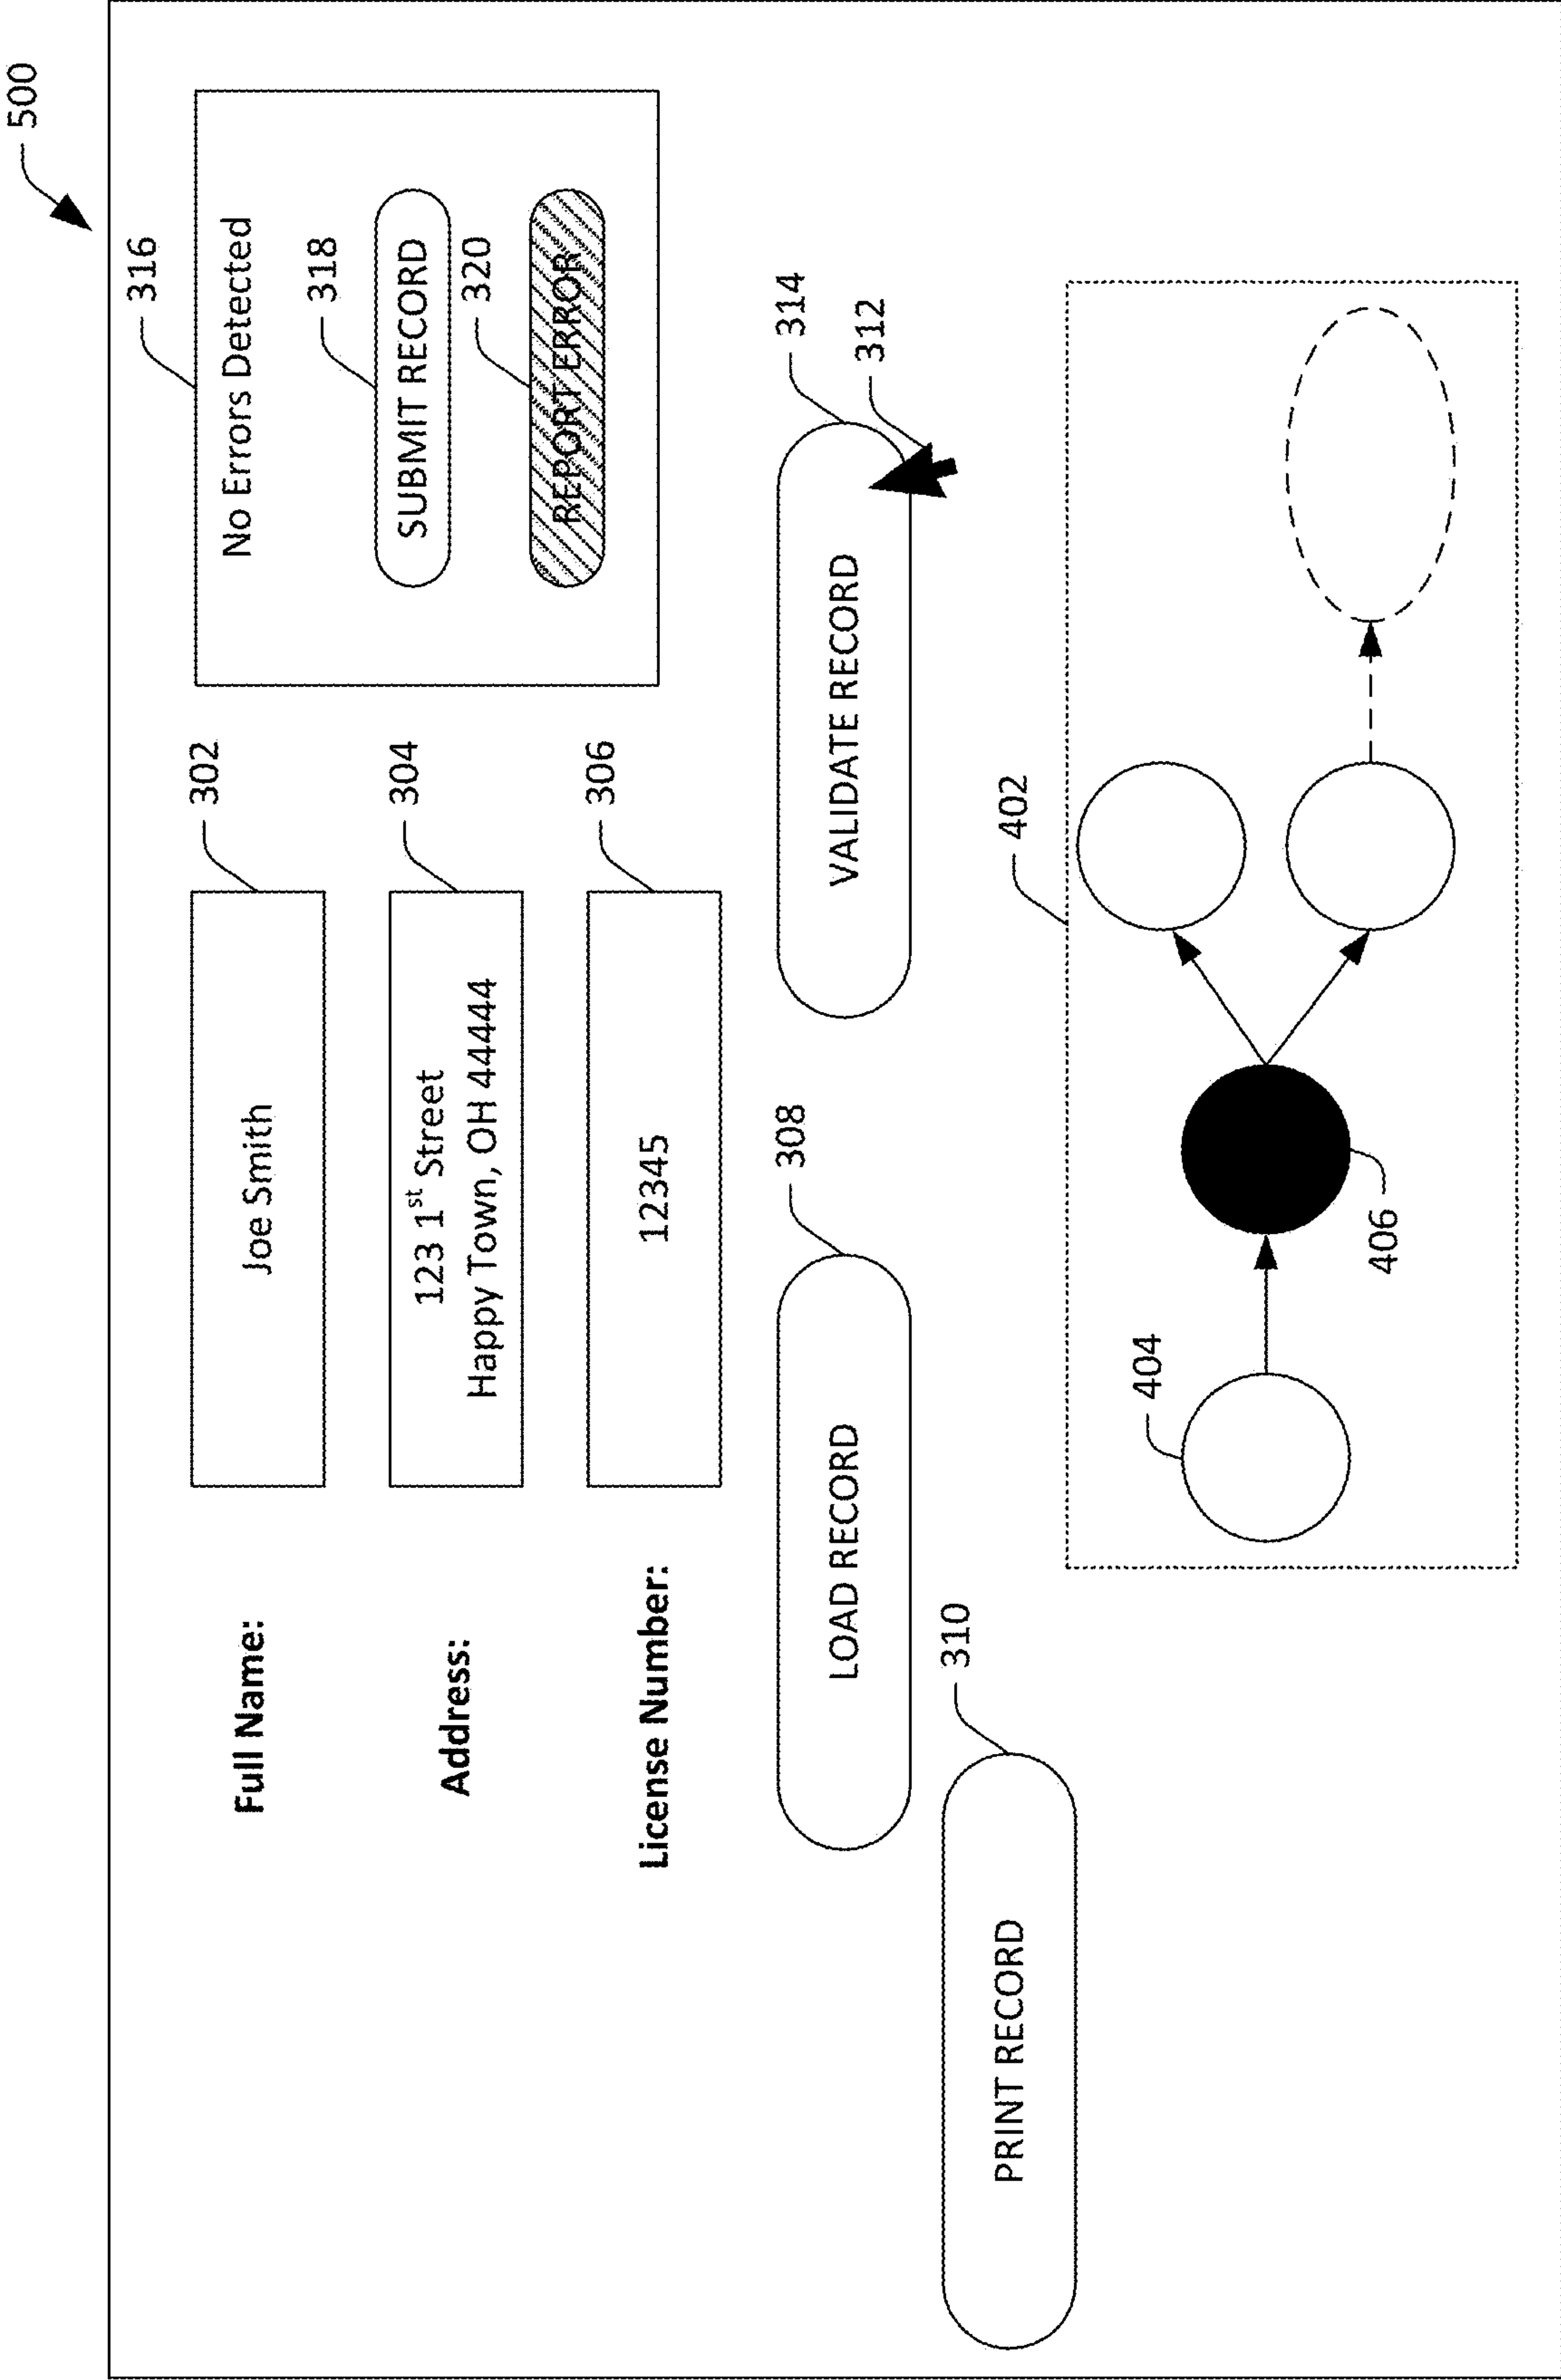 500
316
No Errors Detected
318
SUBMIT RECORD
320
REPORT ERROR
Full Name:
Joe Smith
302
Address:
123 1st Street
Happy Town, OH 44444
304
License Number:
12345
306
LOAD RECORD
308
VALIDATE RECORD
314
312
PRINT RECORD
310
402
404
406